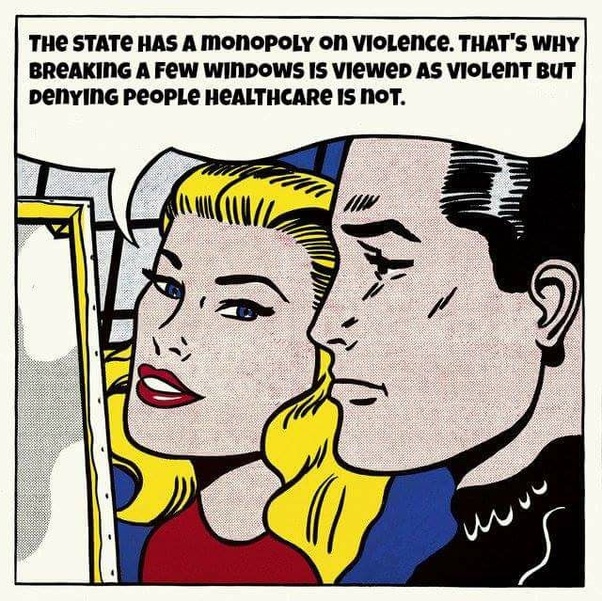 THE STATE HAS A MONOPOLY ON VIOLENCE. THAT'S WHY
BREAKING A FEW WINDOWS IS VIEWED AS VIOLENT BUT
DENYING PEOPLE HEALTHCARE IS NOT.